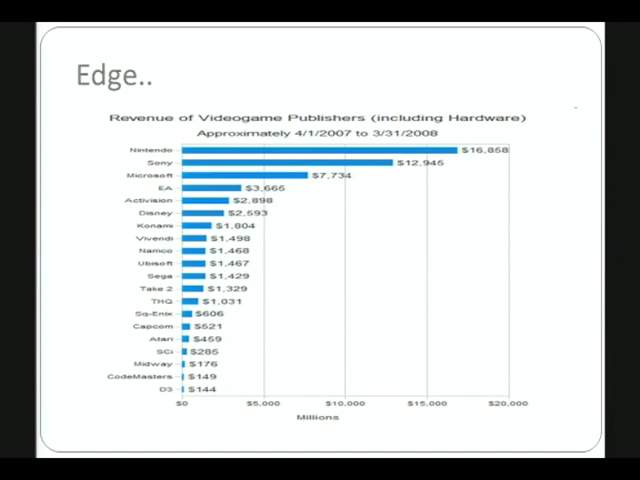 Edge..
Revenue of Videogame Publishers (including Hardware)
Approximately 4/1/2007 to 3/31/2008
Nintendo $16,858
Sony $12,945
Microsoft $7,734
EA $3,665
Activision $2,898
Disney $2,593
Konami $1,804
Vivendi $1,498
Namco $1,468
Ubisoft $1,467
Sega $1,429
Take 2 $1,329
THQ $1,031
Sq-Enix $606
Capcom $521
Atari $459
SCi $285
Midway $176
CodeMasters $149
D3 $144
$0 $5,000 $10,000 $15,000 $20,000
Millions